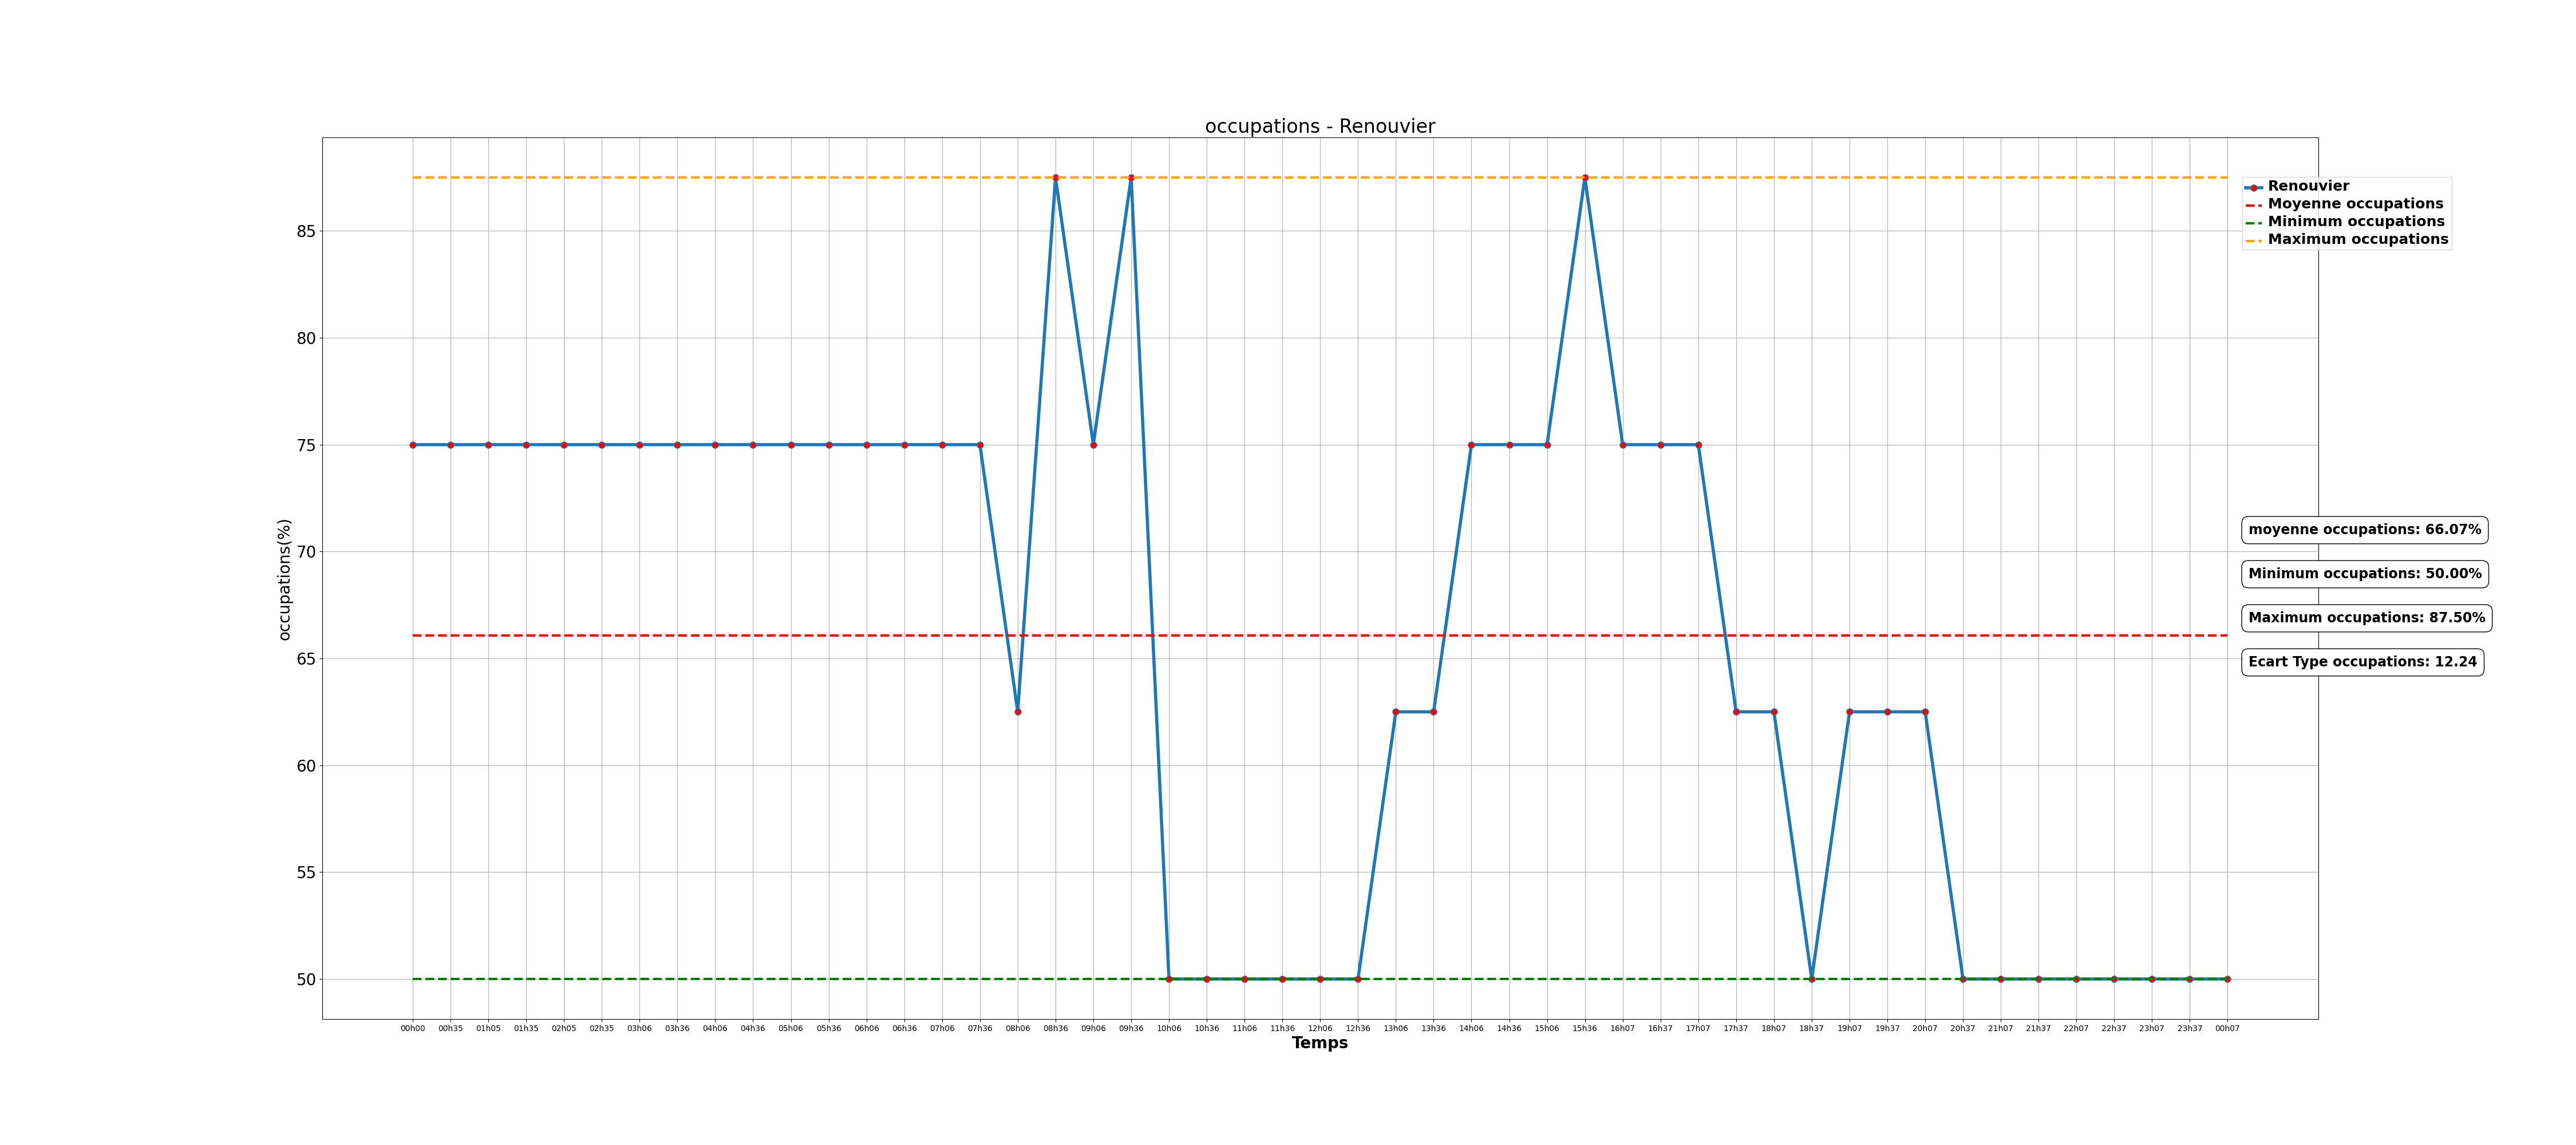 occupations - Renouvier
Renouvier
Moyenne occupations
Minimum occupations
Maximum occupations
85
80
75
70
65
60
55
50
occupations(%)
moyenne occupations: 66.07%
Minimum occupations: 50.00%
Maximum occupations: 87.50%
Ecart Type occupations: 12.24
00h00 00h35 01h05 01h35 02h05 02h35 03h06 03h36 04h06 04h36 05h06 05h36 06h06 06h36 07h06 07h36 08h06 08h36 09h06 09h36 10h06 10h36 11h06 11h36 12h06 12h36 13h06 13h36 14h06 14h36 15h06 15h36 16h07 16h37 17h07 17h37 18h07 18h37 19h07 19h37 20h07 20h37 21h07 21h37 22h07 22h37 23h07 23h37 00h07
Temps